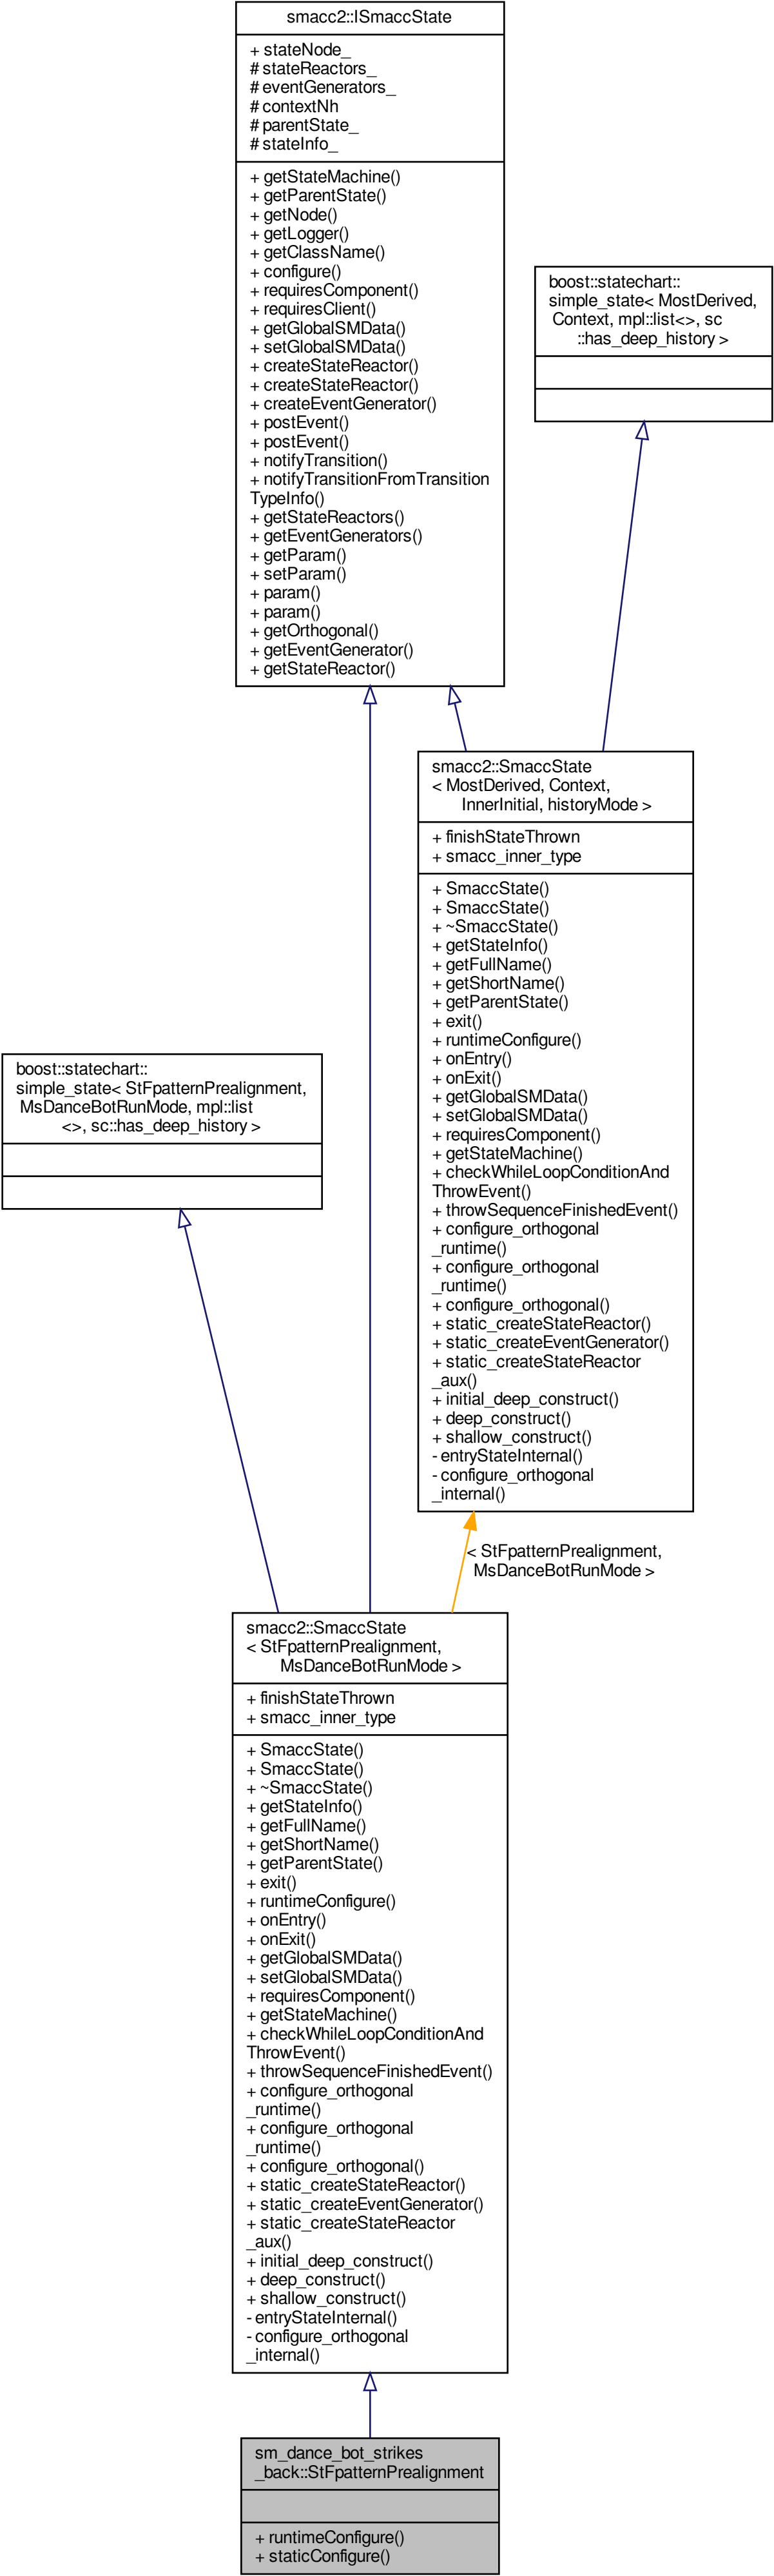 smacc2::ISmaccState
+ stateNode_
# stateReactors_
# eventGenerators_
# contextNh
# parentState_
# stateInfo_
+ getStateMachine()
+ getParentState()
+ getNode()
+ getLogger()
+ getClassName()
+ configure()
+ requiresComponent()
+ requiresClient()
+ getGlobalSMData()
+ setGlobalSMData()
+ createStateReactor()
+ createStateReactor()
+ createEventGenerator()
+ postEvent()
+ postEvent()
+ notifyTransition()
+ notifyTransitionFromTransition
TypeInfo()
+ getStateReactors()
+ getEventGenerators()
+ getParam()
+ setParam()
+ param()
+ param()
+ getOrthogonal()
+ getEventGenerator()
+ getStateReactor()
boost::statechart::
simple_state< MostDerived,
Context, mpl::list<>, sc
::has_deep_history >
smacc2::SmaccState
< MostDerived, Context,
InnerInitial, historyMode >
+ finishStateThrown
+ smacc_inner_type
+ SmaccState()
+ SmaccState()
+ ~SmaccState()
+ getStateInfo()
+ getFullName()
+ getShortName()
+ getParentState()
+ exit()
+ runtimeConfigure()
+ onEntry()
+ onExit()
+ getGlobalSMData()
+ setGlobalSMData()
+ requiresComponent()
+ getStateMachine()
+ checkWhileLoopConditionAnd
ThrowEvent()
+ throwSequenceFinishedEvent()
+ configure_orthogonal
_runtime()
+ configure_orthogonal
_runtime()
+ configure_orthogonal()
+ static_createStateReactor()
+ static_createEventGenerator()
+ static_createStateReactor
_aux()
+ initial_deep_construct()
+ deep_construct()
+ shallow_construct()
- entryStateInternal()
- configure_orthogonal
_internal()
boost::statechart::
simple_state< StFpatternPrealignment,
MsDanceBotRunMode, mpl::list
<>, sc::has_deep_history >
< StFpatternPrealignment,
MsDanceBotRunMode >
smacc2::SmaccState
< StFpatternPrealignment,
MsDanceBotRunMode >
+ finishStateThrown
+ smacc_inner_type
+ SmaccState()
+ SmaccState()
+ ~SmaccState()
+ getStateInfo()
+ getFullName()
+ getShortName()
+ getParentState()
+ exit()
+ runtimeConfigure()
+ onEntry()
+ onExit()
+ getGlobalSMData()
+ setGlobalSMData()
+ requiresComponent()
+ getStateMachine()
+ checkWhileLoopConditionAnd
ThrowEvent()
+ throwSequenceFinishedEvent()
+ configure_orthogonal
_runtime()
+ configure_orthogonal
_runtime()
+ configure_orthogonal()
+ static_createStateReactor()
+ static_createEventGenerator()
+ static_createStateReactor
_aux()
+ initial_deep_construct()
+ deep_construct()
+ shallow_construct()
- entryStateInternal()
- configure_orthogonal
_internal()
sm_dance_bot_strikes
_back::StFpatternPrealignment
+ runtimeConfigure()
+ staticConfigure()